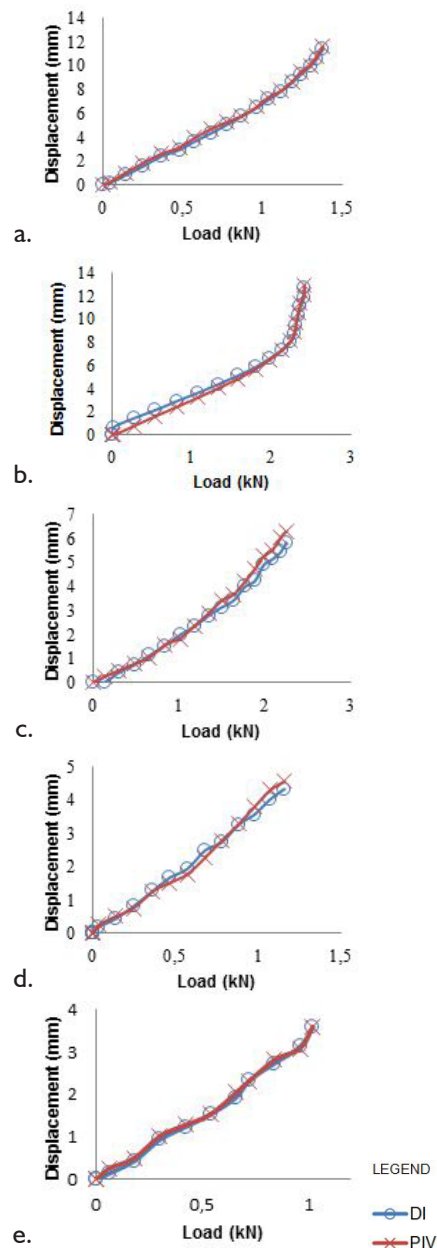 14
12
10
8
6
4
2
0
Displacement (mm)
0 0,5 1 1,5
Load (kN)
a.
14
12
10
8
6
4
2
0
Displacement (mm)
0 1 2 3
Load (kN)
b.
7
6
5
4
3
2
1
0
Displacement (mm)
0 1 2 3
Load (kN)
c.
5
4
3
2
1
0
Displacement (mm)
0 0,5 1 1,5
Load (kN)
d.
4
3
2
1
0
Displacement (mm)
0 0,5 1
Load (kN)
e.
LEGEND
DI
PIV